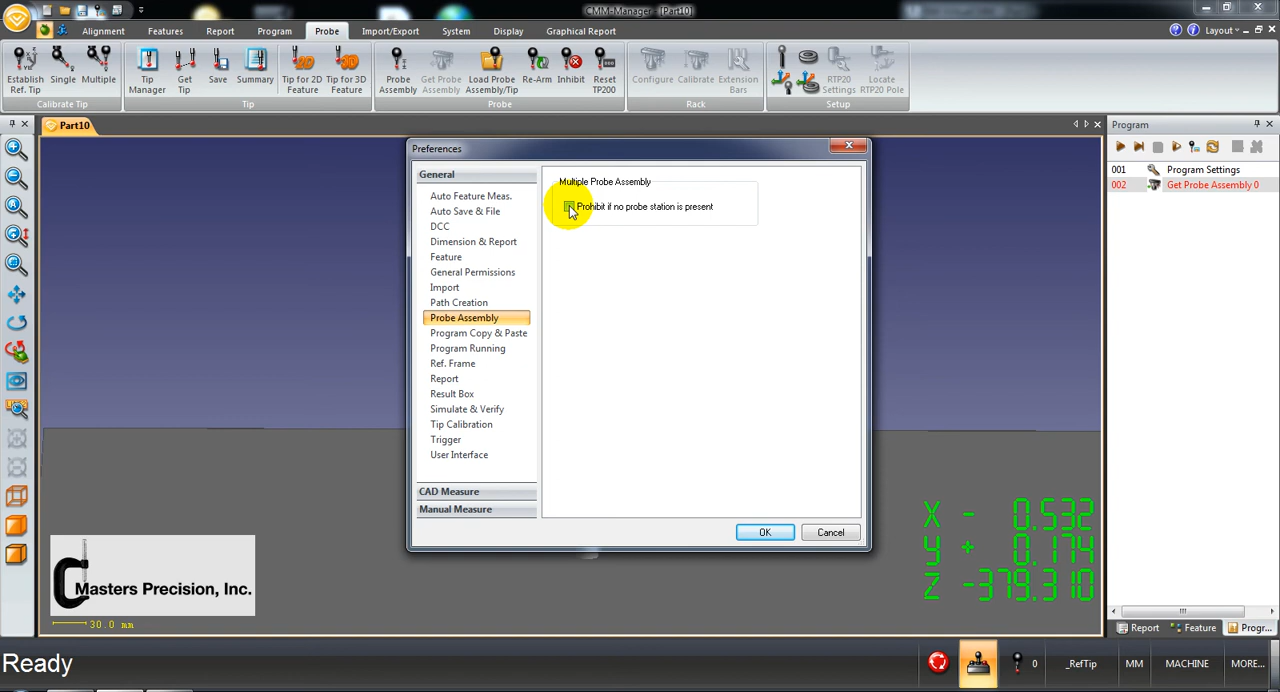 CMM-Manager - [Part10]
Alignment Features Report Program Probe Import/Export System Display Graphical Report
Layout
Establish Ref. Tip
Single
Multiple
Tip Manager
Get Tip
Save
Summary
Tip for 2D Feature
Tip for 3D Feature
Probe Assembly
Get Probe Assembly
Load Probe Assembly/Tip
Re-Arm
Inhibit
Reset TP200
Configure
Calibrate
Extension Bars
RTP20 Settings
Locate RTP20 Pole
Calibrate Tip
Tip
Probe
Rack
Setup
Part10
Program
001 Program Settings
002 Get Probe Assembly 0
Preferences
General
Auto Feature Meas.
Auto Save & File
DCC
Dimension & Report
Feature
General Permissions
Import
Path Creation
Probe Assembly
Program Copy & Paste
Program Running
Ref. Frame
Report
Result Box
Simulate & Verify
Tip Calibration
Trigger
User Interface
CAD Measure
Manual Measure
Multiple Probe Assembly
Prohibit if no probe station is present
OK
Cancel
X - 0.532
Y + 0.174
Z -379.310
CMasters Precision, Inc.
30.0 mm
Report Feature Progr...
Ready
0 _RefTip MM MACHINE MORE...